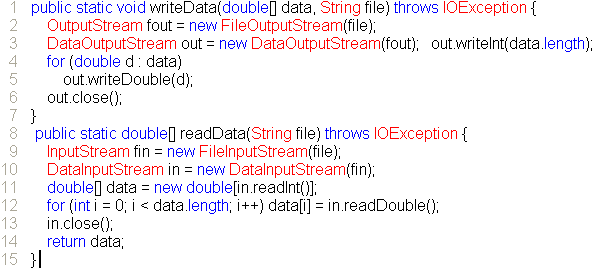 1 public static void writeData(double[] data, String file) throws IOException {
2 OutputStream fout = new FileOutputStream(file);
3 DataOutputStream out = new DataOutputStream(fout); out.writeInt(data.length);
4 for (double d : data)
5 out.writeDouble(d);
6 out.close();
7 }
8 public static double[] readData(String file) throws IOException {
9 InputStream fin = new FileInputStream(file);
10 DataInputStream in = new DataInputStream(fin);
11 double[] data = new double[in.readInt()];
12 for (int i = 0; i < data.length; i++) data[i] = in.readDouble();
13 in.close();
14 return data;
15 }